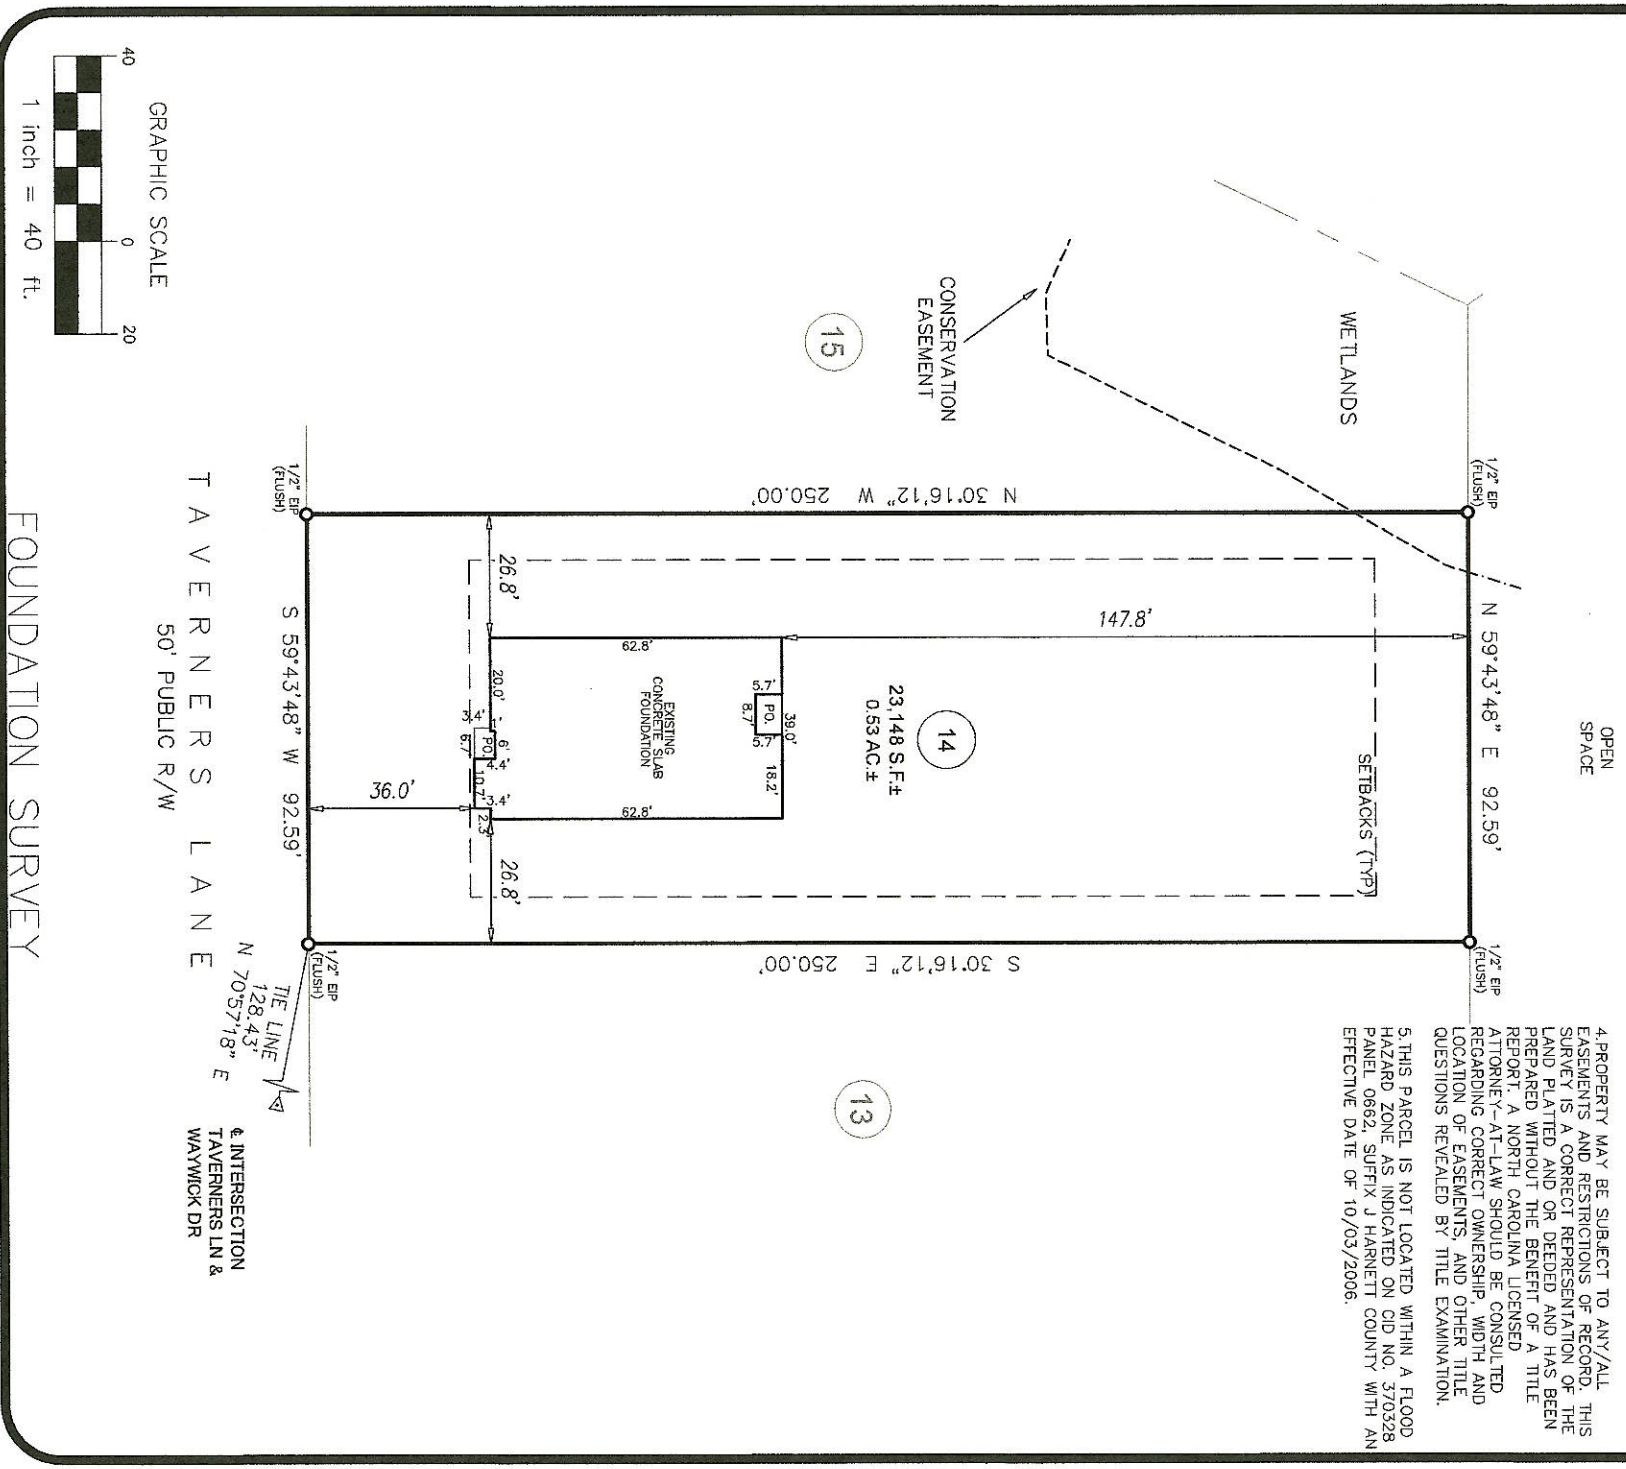 4.PROPERTY MAY BE SUBJECT TO ANY/ALL
EASEMENTS AND RESTRICTIONS OF RECORD. THIS
SURVEY IS A CORRECT REPRESENTATION OF THE
LAND PLATTED AND OR DEEDED AND HAS BEEN
PREPARED WITHOUT THE BENEFIT OF A TITLE
REPORT. A NORTH CAROLINA LICENSED
ATTORNEY-AT-LAW SHOULD BE CONSULTED
REGARDING CORRECT OWNERSHIP, WIDTH AND
LOCATION OF EASEMENTS, AND OTHER TITLE
QUESTIONS REVEALED BY TITLE EXAMINATION.
5.THIS PARCEL IS NOT LOCATED WITHIN A FLOOD
HAZARD ZONE AS INDICATED ON CID NO. 370328
PANEL 0662, SUFFIX J HARNETT COUNTY WITH AN
EFFECTIVE DATE OF 10/03/2006.
OPEN
SPACE
1/2" EIP
(FLUSH)
N 59°43'48" E 92.59'
1/2" EIP
(FLUSH)
WETLANDS
SETBACKS (TYP)
147.8'
CONSERVATION
EASEMENT
N 30°16'12" W 250.00'
S 30°16'12" E 250.00'
15
14
23,148 S.F.±
0.53 AC.±
13
39.0'
5.7'
PO.
8.7'
5.7'
18.2'
62.8'
EXISTING
CONCRETE SLAB
FOUNDATION
62.8'
26.8'
20.0'
1'
6'
3.4'
PO.
6.7'
4.4'
10.7'
3.4'
2.3'
26.8'
36.0'
1/2" EIP
(FLUSH)
S 59°43'48" W 92.59'
1/2" EIP
(FLUSH)
TIE LINE
128.43'
N 70°57'18" E
TAVERNERS LANE
50' PUBLIC R/W
℄ INTERSECTION
TAVERNERS LN &
WAYWICK DR
GRAPHIC SCALE
40 0 20
1 inch = 40 ft.
FOUNDATION SURVEY